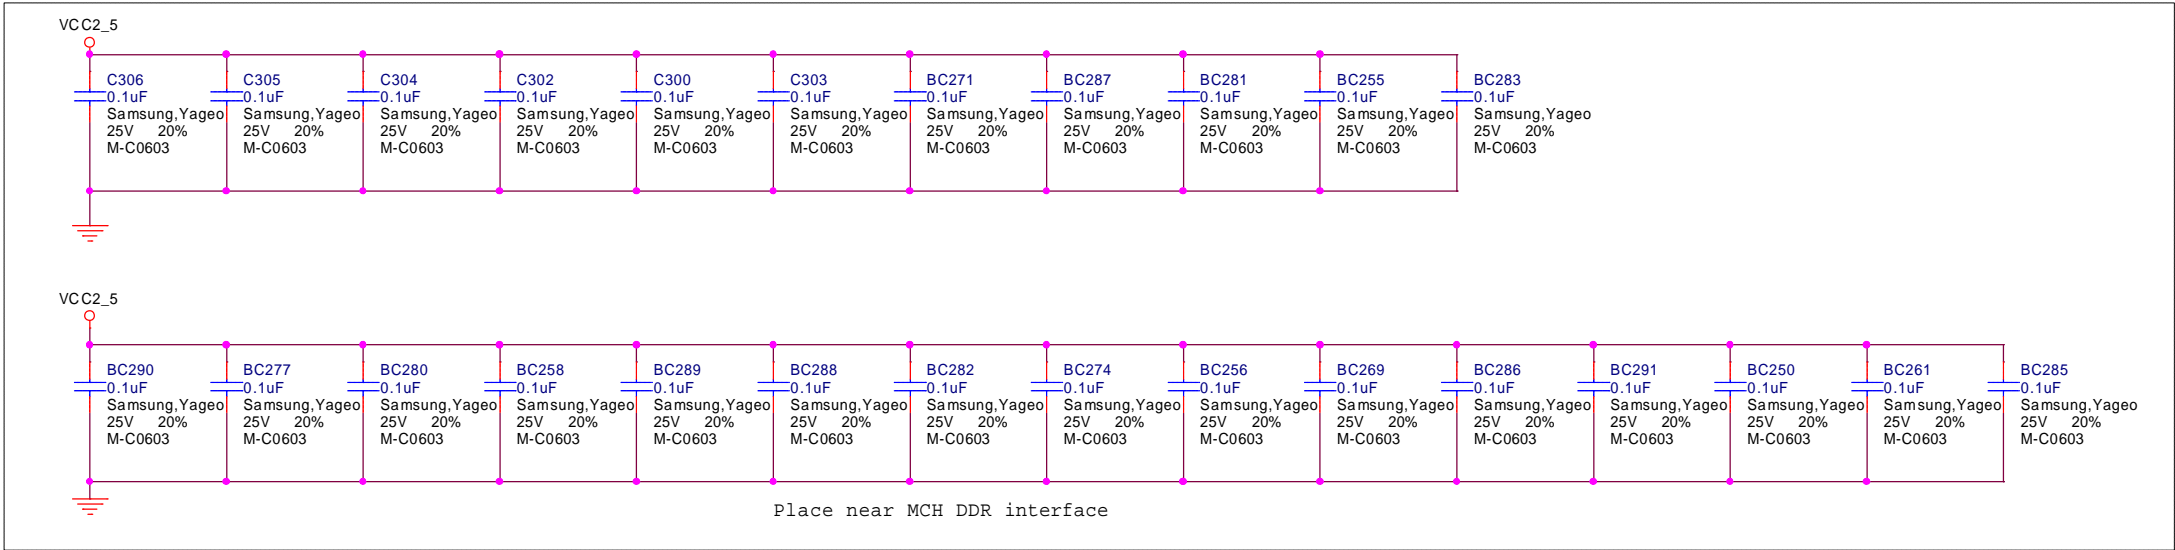 VCC2_5
C306 C305 C304 C302 C300 C303 BC271 BC287 BC281 BC255 BC283
0.1uF 0.1uF 0.1uF 0.1uF 0.1uF 0.1uF 0.1uF 0.1uF 0.1uF 0.1uF 0.1uF
Samsung,Yageo Samsung,Yageo Samsung,Yageo Samsung,Yageo Samsung,Yageo Samsung,Yageo Samsung,Yageo Samsung,Yageo Samsung,Yageo Samsung,Yageo Samsung,Yageo
25V 20% 25V 20% 25V 20% 25V 20% 25V 20% 25V 20% 25V 20% 25V 20% 25V 20% 25V 20% 25V 20%
M-C0603 M-C0603 M-C0603 M-C0603 M-C0603 M-C0603 M-C0603 M-C0603 M-C0603 M-C0603 M-C0603
VCC2_5
BC290 BC277 BC280 BC258 BC289 BC288 BC282 BC274 BC256 BC269 BC286 BC291 BC250 BC261 BC285
0.1uF 0.1uF 0.1uF 0.1uF 0.1uF 0.1uF 0.1uF 0.1uF 0.1uF 0.1uF 0.1uF 0.1uF 0.1uF 0.1uF 0.1uF
Samsung,Yageo Samsung,Yageo Samsung,Yageo Samsung,Yageo Samsung,Yageo Samsung,Yageo Samsung,Yageo Samsung,Yageo Samsung,Yageo Samsung,Yageo Samsung,Yageo Samsung,Yageo Samsung,Yageo Samsung,Yageo Samsung,Yageo
25V 20% 25V 20% 25V 20% 25V 20% 25V 20% 25V 20% 25V 20% 25V 20% 25V 20% 25V 20% 25V 20% 25V 20% 25V 20% 25V 20% 25V 20%
M-C0603 M-C0603 M-C0603 M-C0603 M-C0603 M-C0603 M-C0603 M-C0603 M-C0603 M-C0603 M-C0603 M-C0603 M-C0603 M-C0603 M-C0603
Place near MCH DDR interface